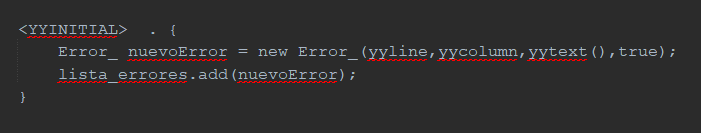 <YYINITIAL>  . {
    Error_ nuevoError = new Error_(yyline,yycolumn,yytext(),true);
    lista_errores.add(nuevoError);
}